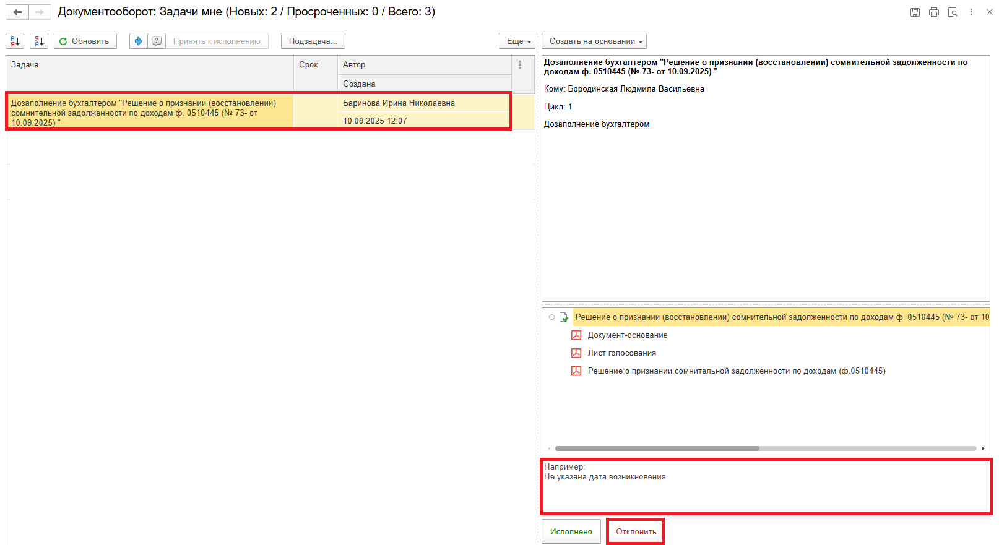 Документооборот: Задачи мне (Новых: 2 / Просроченных: 0 / Всего: 3)
Обновить
Принять к исполнению
Подзадача...
Еще
Создать на основании
Задача
Срок
Автор
Создана
Дозаполнение бухгалтером "Решение о признании (восстановлении)
сомнительной задолженности по доходам ф. 0510445 (№ 73- от
10.09.2025) "
Баринова Ирина Николаевна
10.09.2025 12:07
Дозаполнение бухгалтером "Решение о признании (восстановлении) сомнительной задолженности по
доходам ф. 0510445 (№ 73- от 10.09.2025) "
Кому: Бородинская Людмила Васильевна
Цикл: 1
Дозаполнение бухгалтером
Решение о признании (восстановлении) сомнительной задолженности по доходам ф. 0510445 (№ 73- от 10
Документ-основание
Лист голосования
Решение о признании сомнительной задолженности по доходам (ф.0510445)
Например:
Не указана дата возникновения.
Исполнено
Отклонить